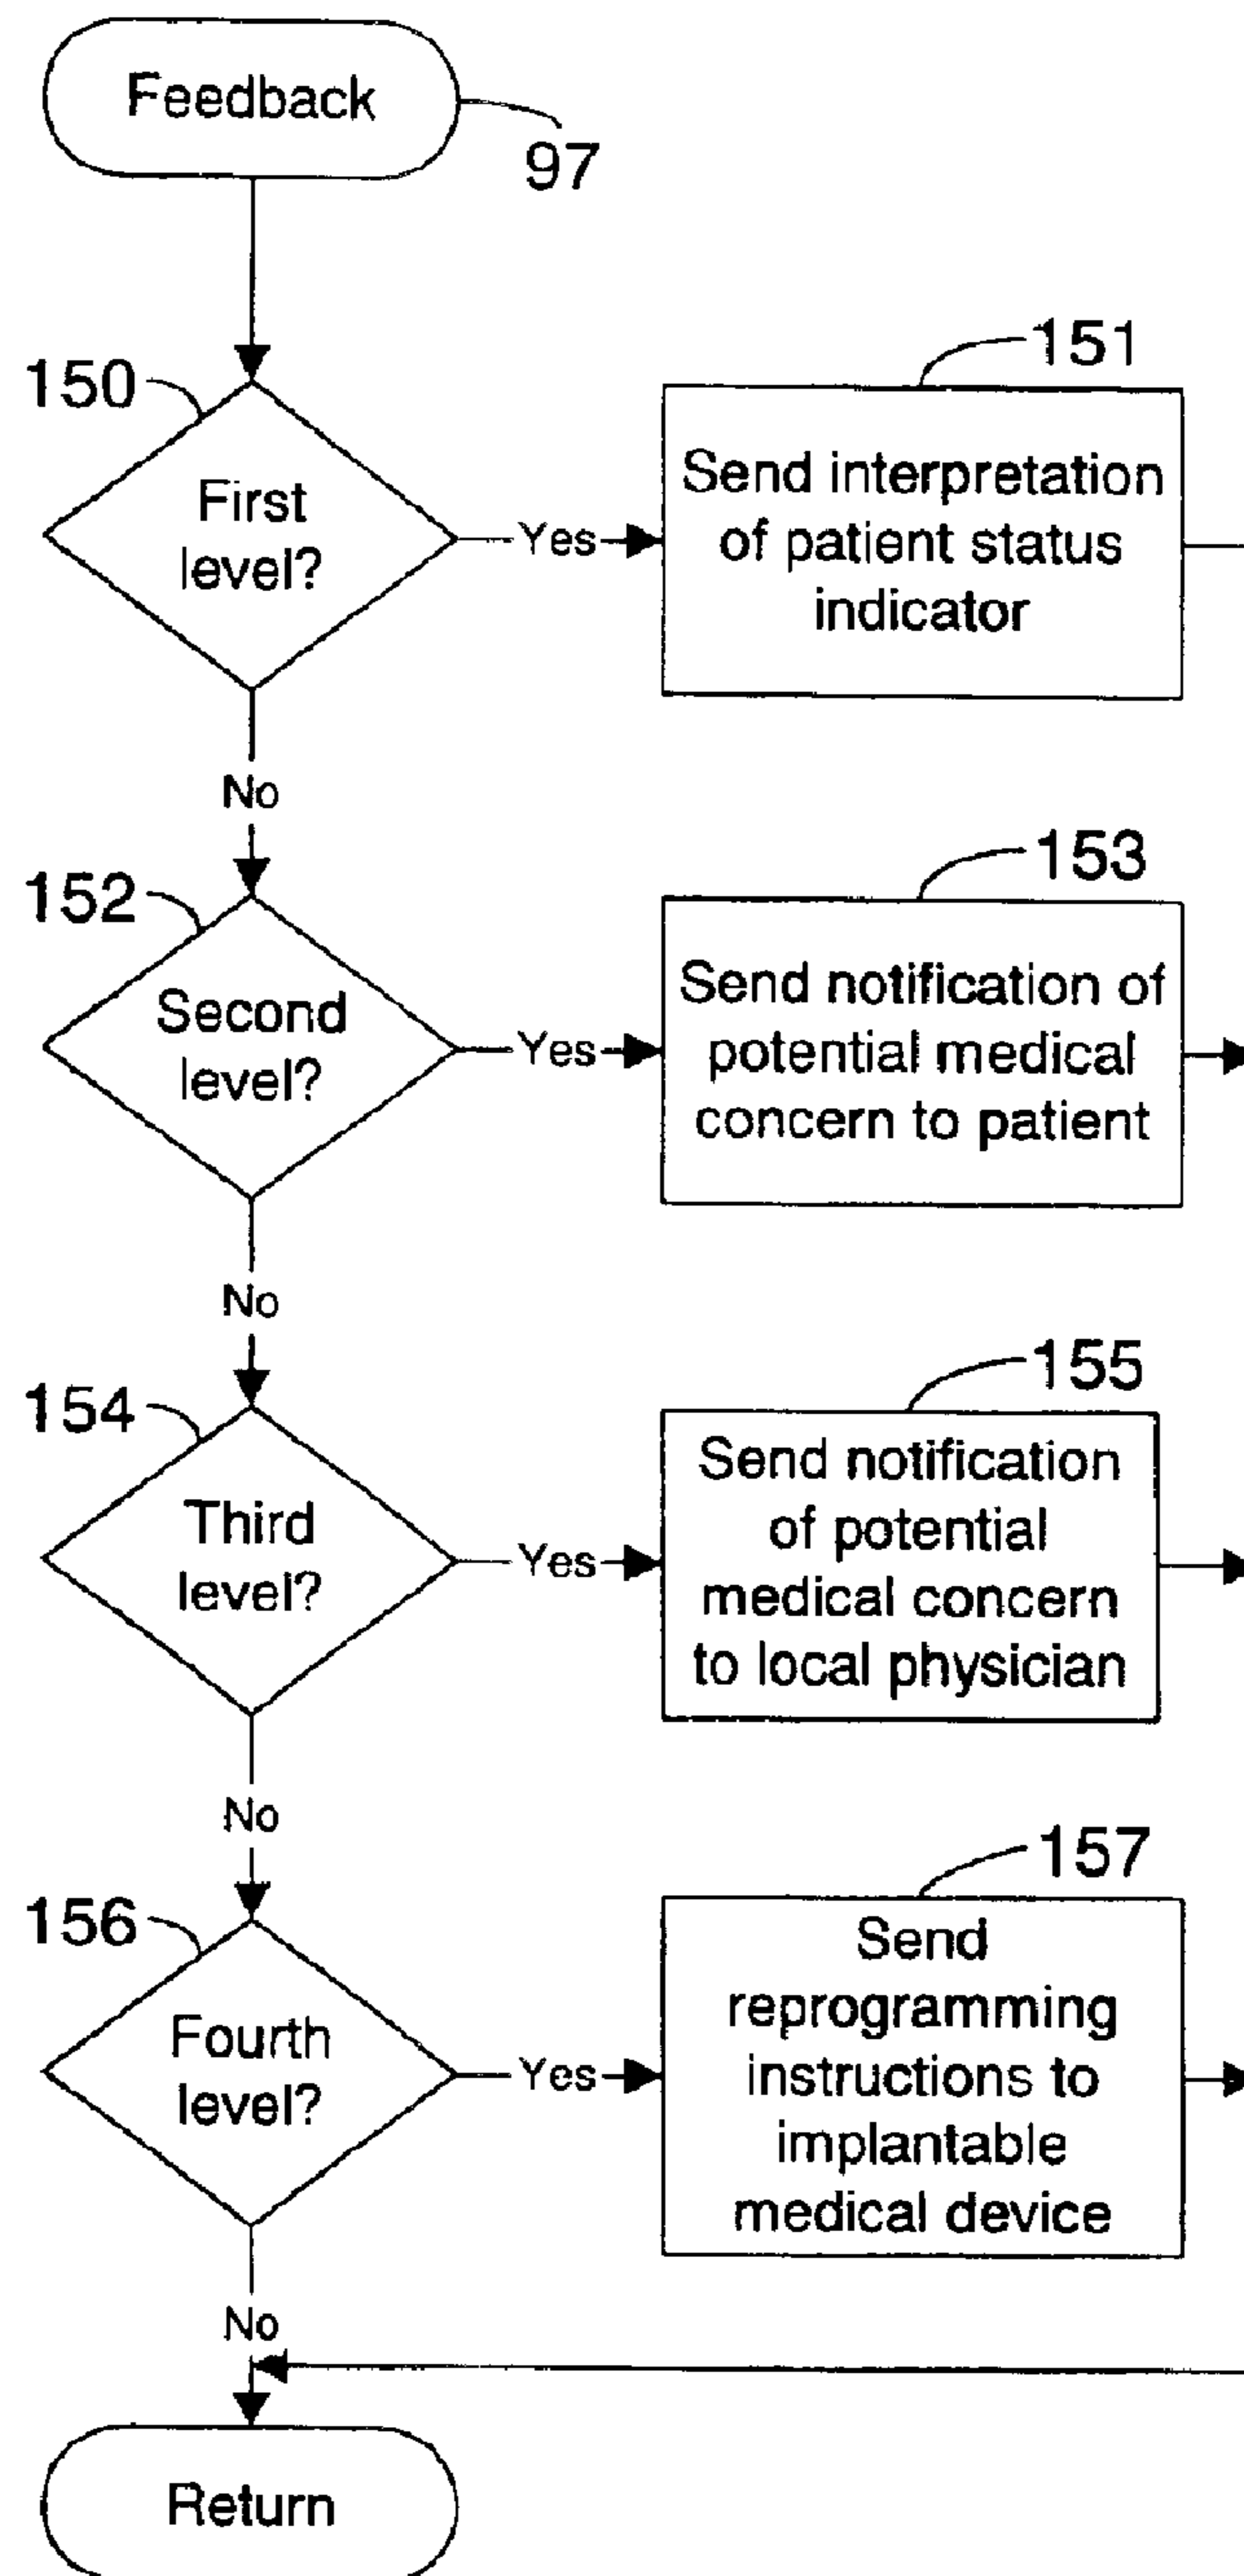 Feedback
97
150
First
level?
Yes
151
Send interpretation
of patient status
indicator
No
152
Second
level?
Yes
153
Send notification of
potential medical
concern to patient
No
154
Third
level?
Yes
155
Send notification
of potential
medical concern
to local physician
No
156
Fourth
level?
Yes
157
Send
reprogramming
instructions to
implantable
medical device
No
Return